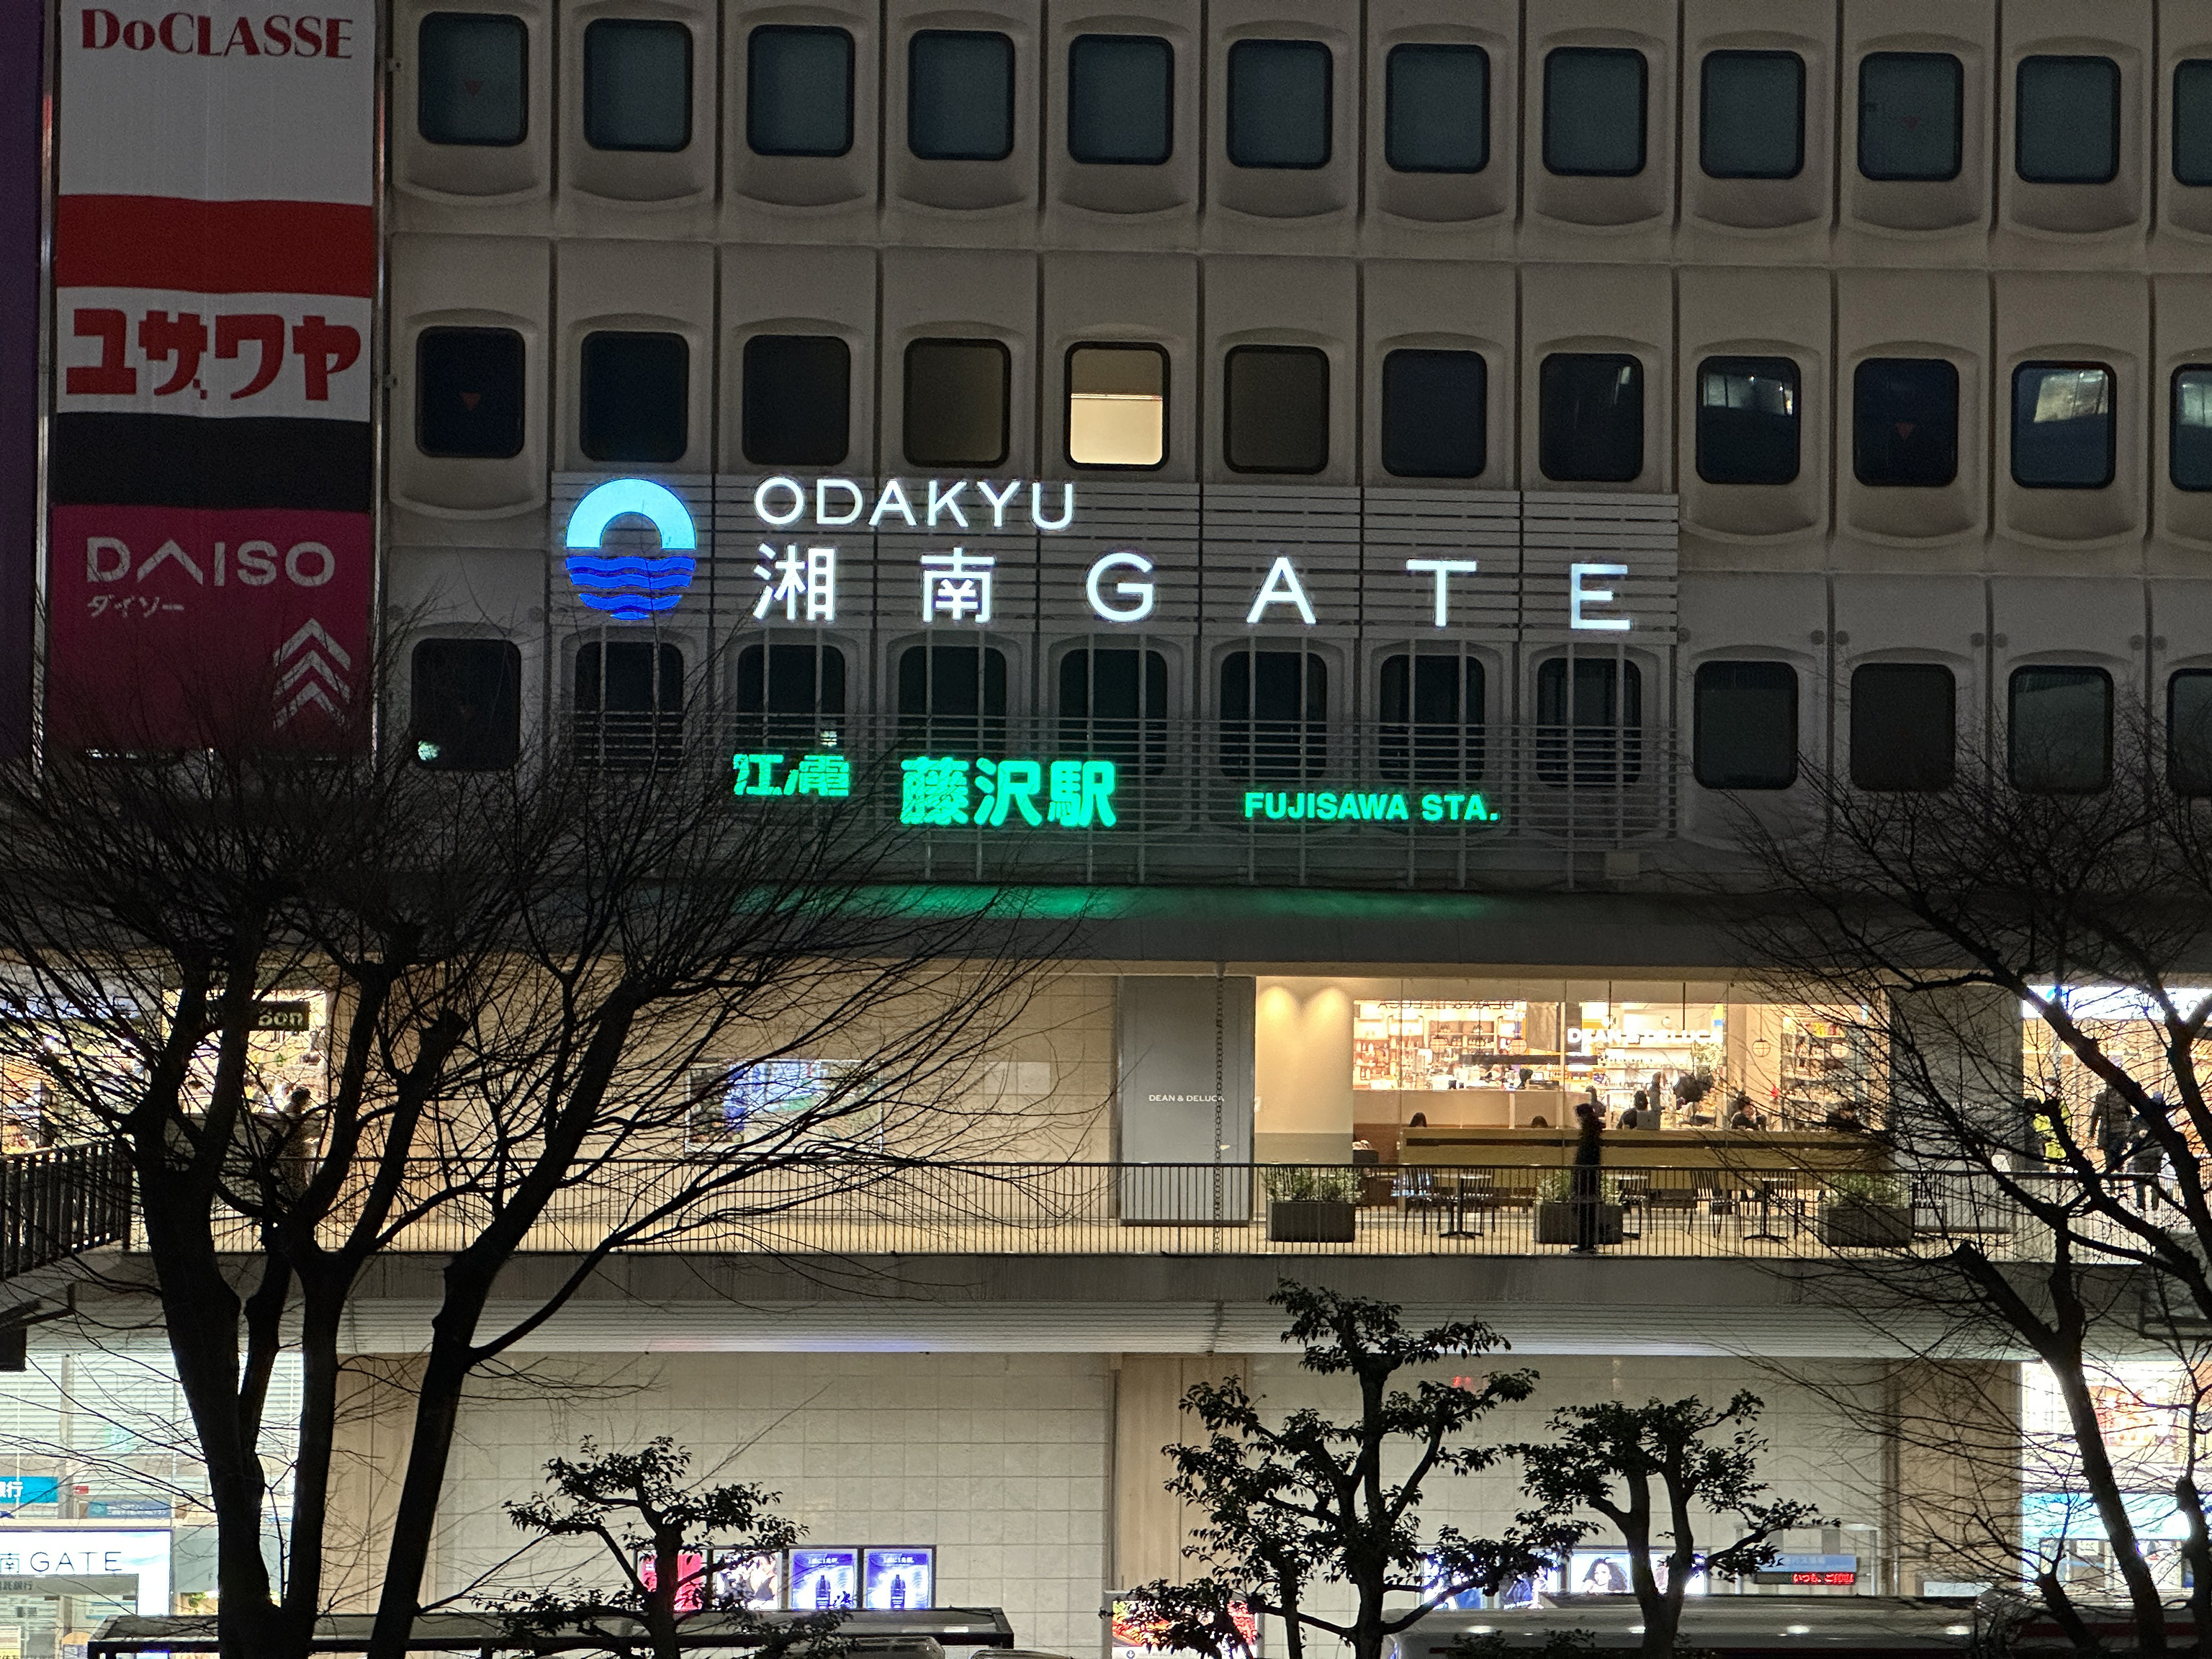 DoCLASSE
ユザワヤ
DAISO
ダイソー
ODAKYU
湘南GATE
江ノ電 藤沢駅 FUJISAWA STA.
Bon
DEAN & DELUCA
南GATE